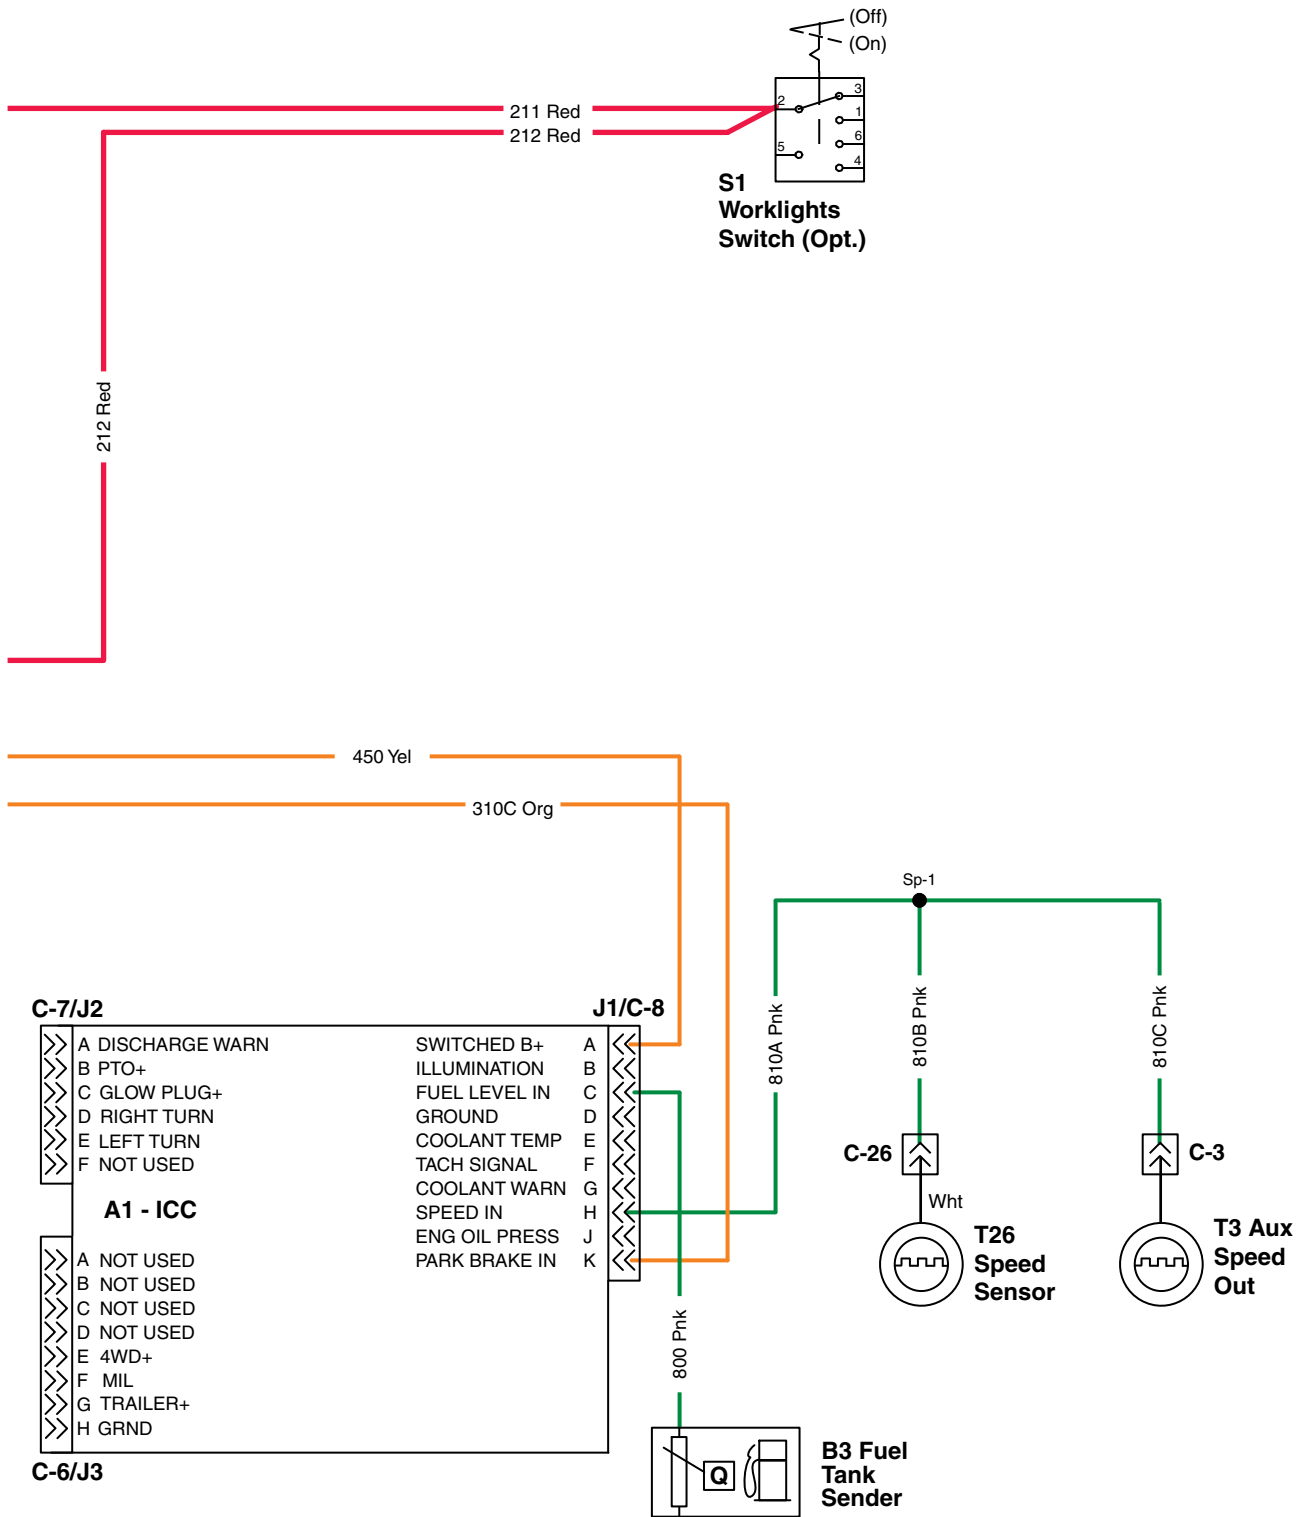 (Off)
(On)
2
3
1
6
5
4
211 Red
212 Red
S1
Worklights
Switch (Opt.)
212 Red
450 Yel
310C Org
Sp-1
810A Pnk
810B Pnk
810C Pnk
C-7/J2
J1/C-8
A DISCHARGE WARN
B PTO+
C GLOW PLUG+
D RIGHT TURN
E LEFT TURN
F NOT USED
SWITCHED B+ A
ILLUMINATION B
FUEL LEVEL IN C
GROUND D
COOLANT TEMP E
TACH SIGNAL F
COOLANT WARN G
SPEED IN H
ENG OIL PRESS J
PARK BRAKE IN K
A1 - ICC
A NOT USED
B NOT USED
C NOT USED
D NOT USED
E 4WD+
F MIL
G TRAILER+
H GRND
C-6/J3
C-26
Wht
T26
Speed
Sensor
C-3
T3 Aux
Speed
Out
800 Pnk
Q
B3 Fuel
Tank
Sender